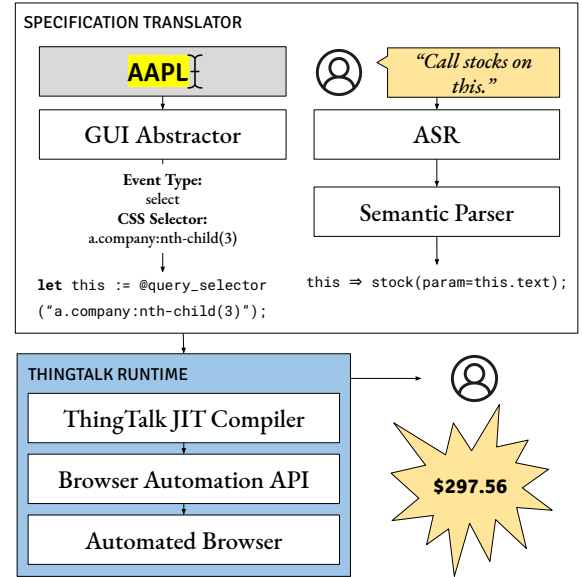 SPECIFICATION TRANSLATOR
AAPL
GUI Abstractor
Event Type:
select
CSS Selector:
a.company:nth-child(3)
let this := @query_selector
(“a.company:nth-child(3)”);
“Call stocks on
this.”
ASR
Semantic Parser
this ⇒ stock(param=this.text);
THINGTALK RUNTIME
ThingTalk JIT Compiler
Browser Automation API
Automated Browser
$297.56